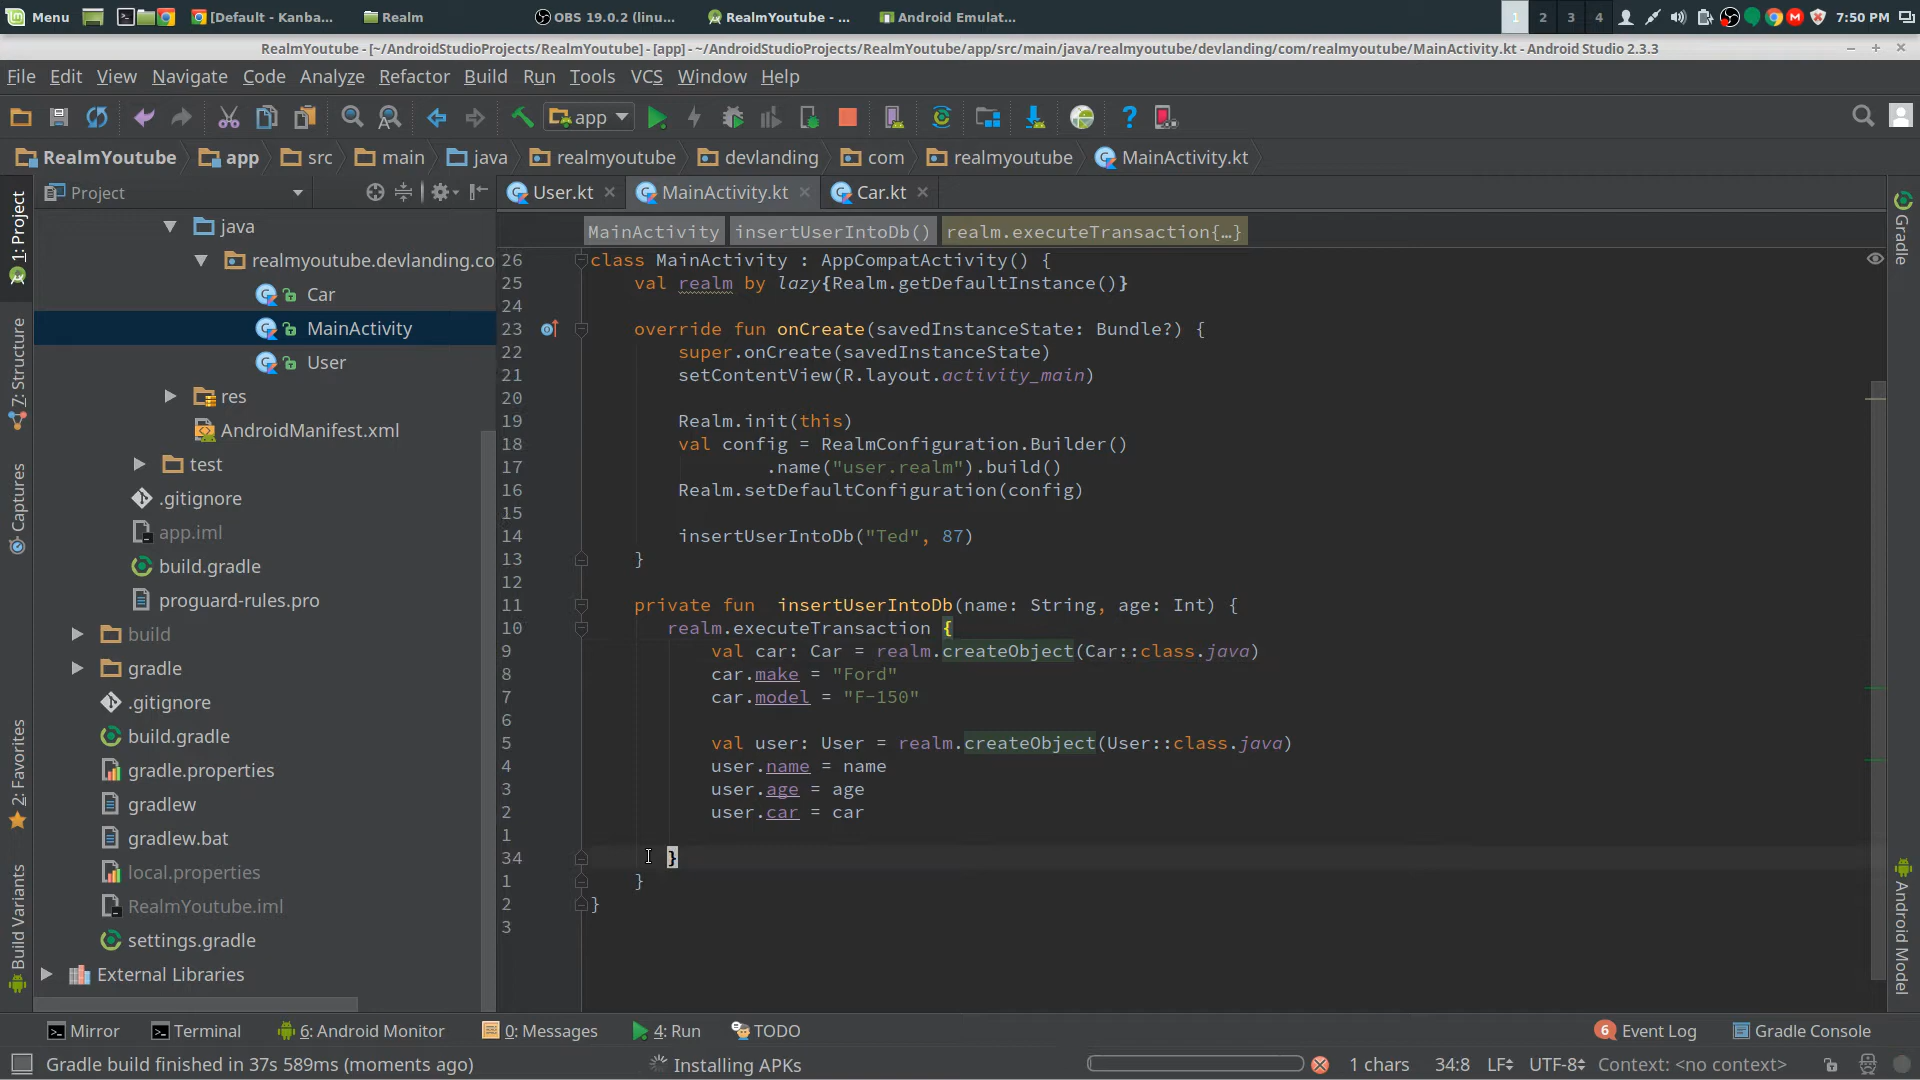 Menu [Default - Kanba... Realm OBS 19.0.2 (linu... RealmYoutube - ... Android Emulat... 1 2 3 4 7:50 PM
RealmYoutube - [~/AndroidStudioProjects/RealmYoutube] - [app] - ~/AndroidStudioProjects/RealmYoutube/app/src/main/java/realmyoutube/devlanding/com/realmyoutube/MainActivity.kt - Android Studio 2.3.3
File Edit View Navigate Code Analyze Refactor Build Run Tools VCS Window Help
app
RealmYoutube app src main java realmyoutube devlanding com realmyoutube MainActivity.kt
Project User.kt MainActivity.kt Car.kt
MainActivity insertUserIntoDb() realm.executeTransaction{...}
1: Project
7: Structure
Captures
2: Favorites
Build Variants
java
realmyoutube.devlanding.co
Car
MainActivity
User
res
AndroidManifest.xml
test
.gitignore
app.iml
build.gradle
proguard-rules.pro
build
gradle
.gitignore
build.gradle
gradle.properties
gradlew
gradlew.bat
local.properties
RealmYoutube.iml
settings.gradle
External Libraries
26 class MainActivity : AppCompatActivity() {
25 val realm by lazy{Realm.getDefaultInstance()}
24
23 override fun onCreate(savedInstanceState: Bundle?) {
22 super.onCreate(savedInstanceState)
21 setContentView(R.layout.activity_main)
20
19 Realm.init(this)
18 val config = RealmConfiguration.Builder()
17 .name("user.realm").build()
16 Realm.setDefaultConfiguration(config)
15
14 insertUserIntoDb("Ted", 87)
13 }
12
11 private fun  insertUserIntoDb(name: String, age: Int) {
10 realm.executeTransaction {
9 val car: Car = realm.createObject(Car::class.java)
8 car.make = "Ford"
7 car.model = "F-150"
6
5 val user: User = realm.createObject(User::class.java)
4 user.name = name
3 user.age = age
2 user.car = car
1
34 }
1 }
2 }
3
Gradle
Android Model
Mirror Terminal 6: Android Monitor 0: Messages 4: Run TODO 6 Event Log Gradle Console
Gradle build finished in 37s 589ms (moments ago) Installing APKs 1 chars 34:8 LF UTF-8 Context: <no context>